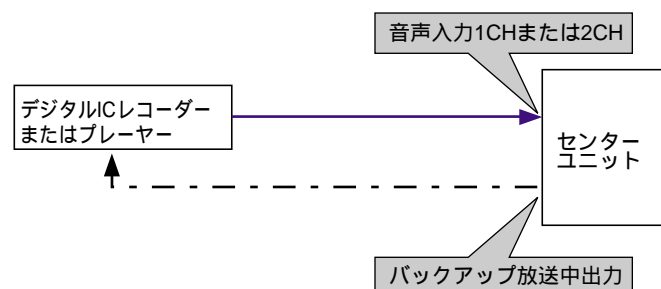 音声入力1CHまたは2CH
デジタルICレコーダー
またはプレーヤー
センター
ユニット
バックアップ放送中出力